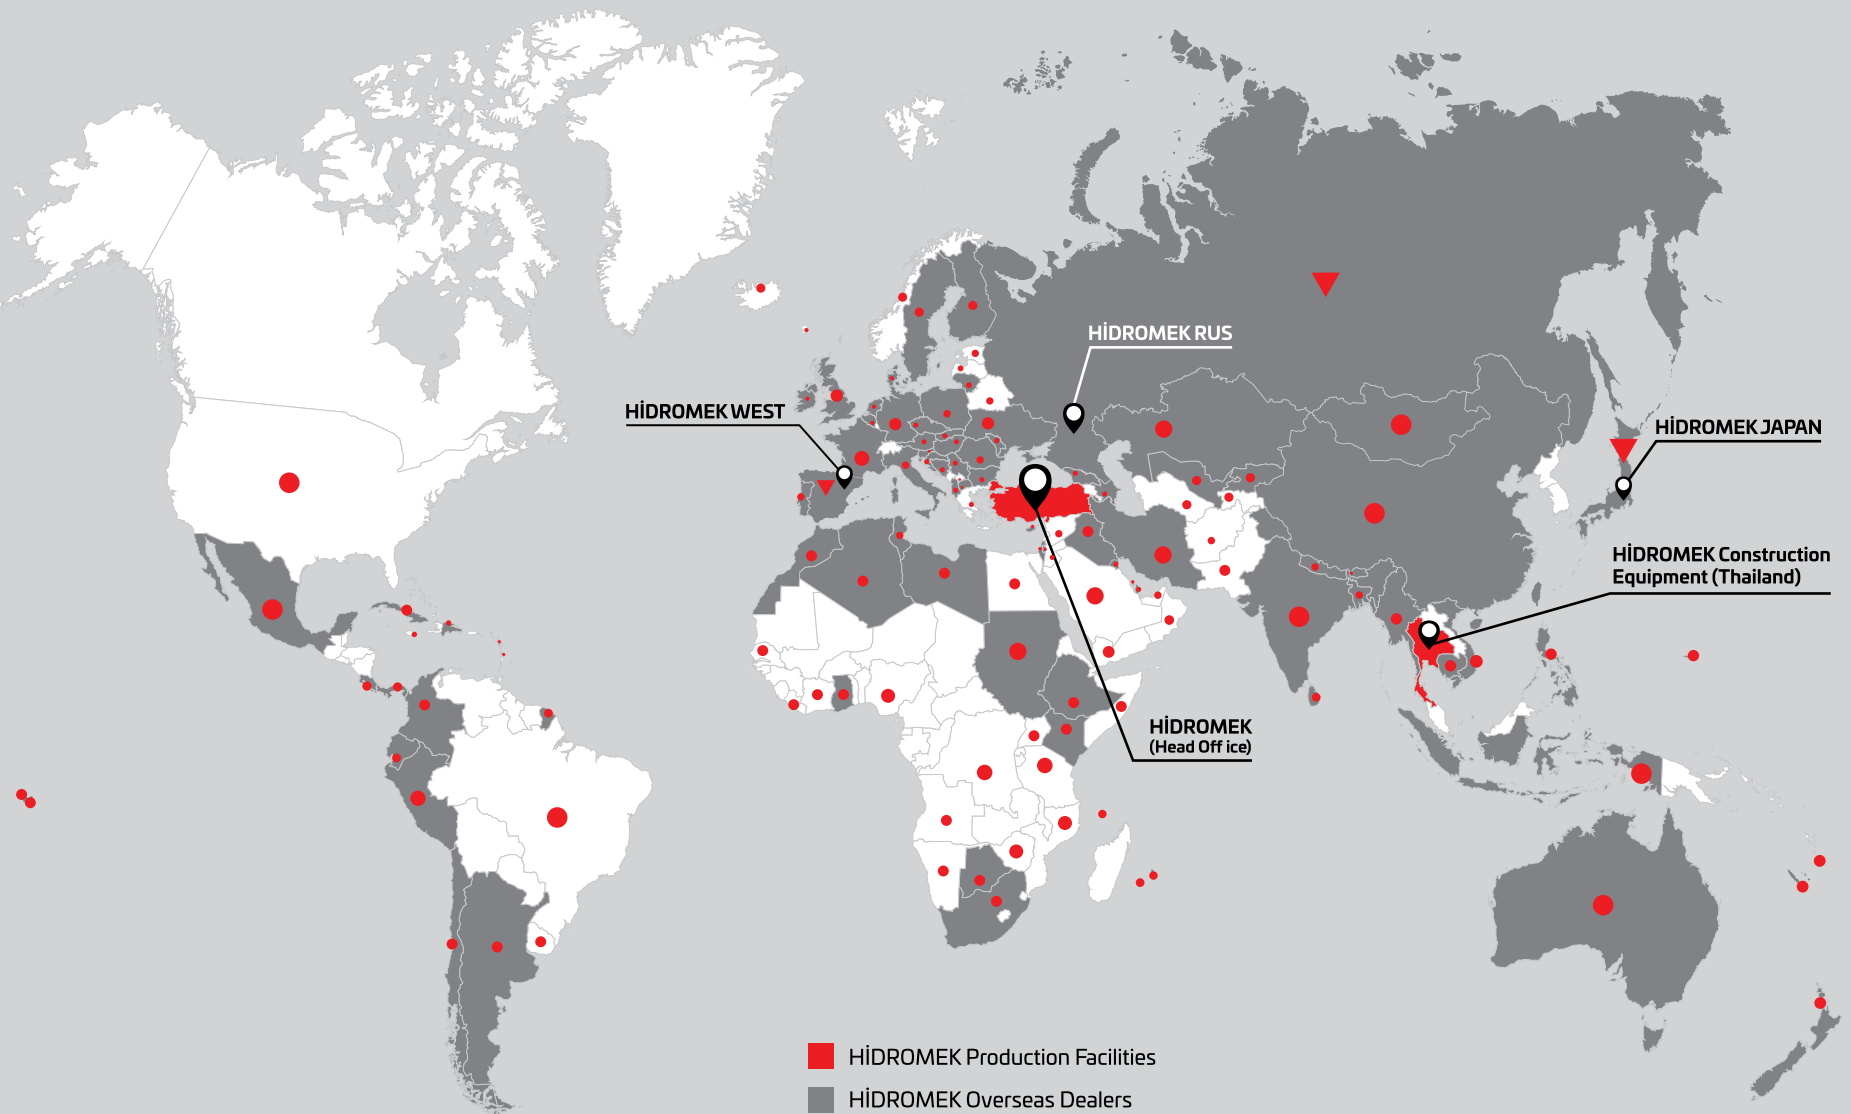 HİDROMEK RUS
HİDROMEK WEST
HİDROMEK JAPAN
HİDROMEK Construction
Equipment (Thailand)
HİDROMEK
(Head Off ice)
HİDROMEK Production Facilities
HİDROMEK Overseas Dealers